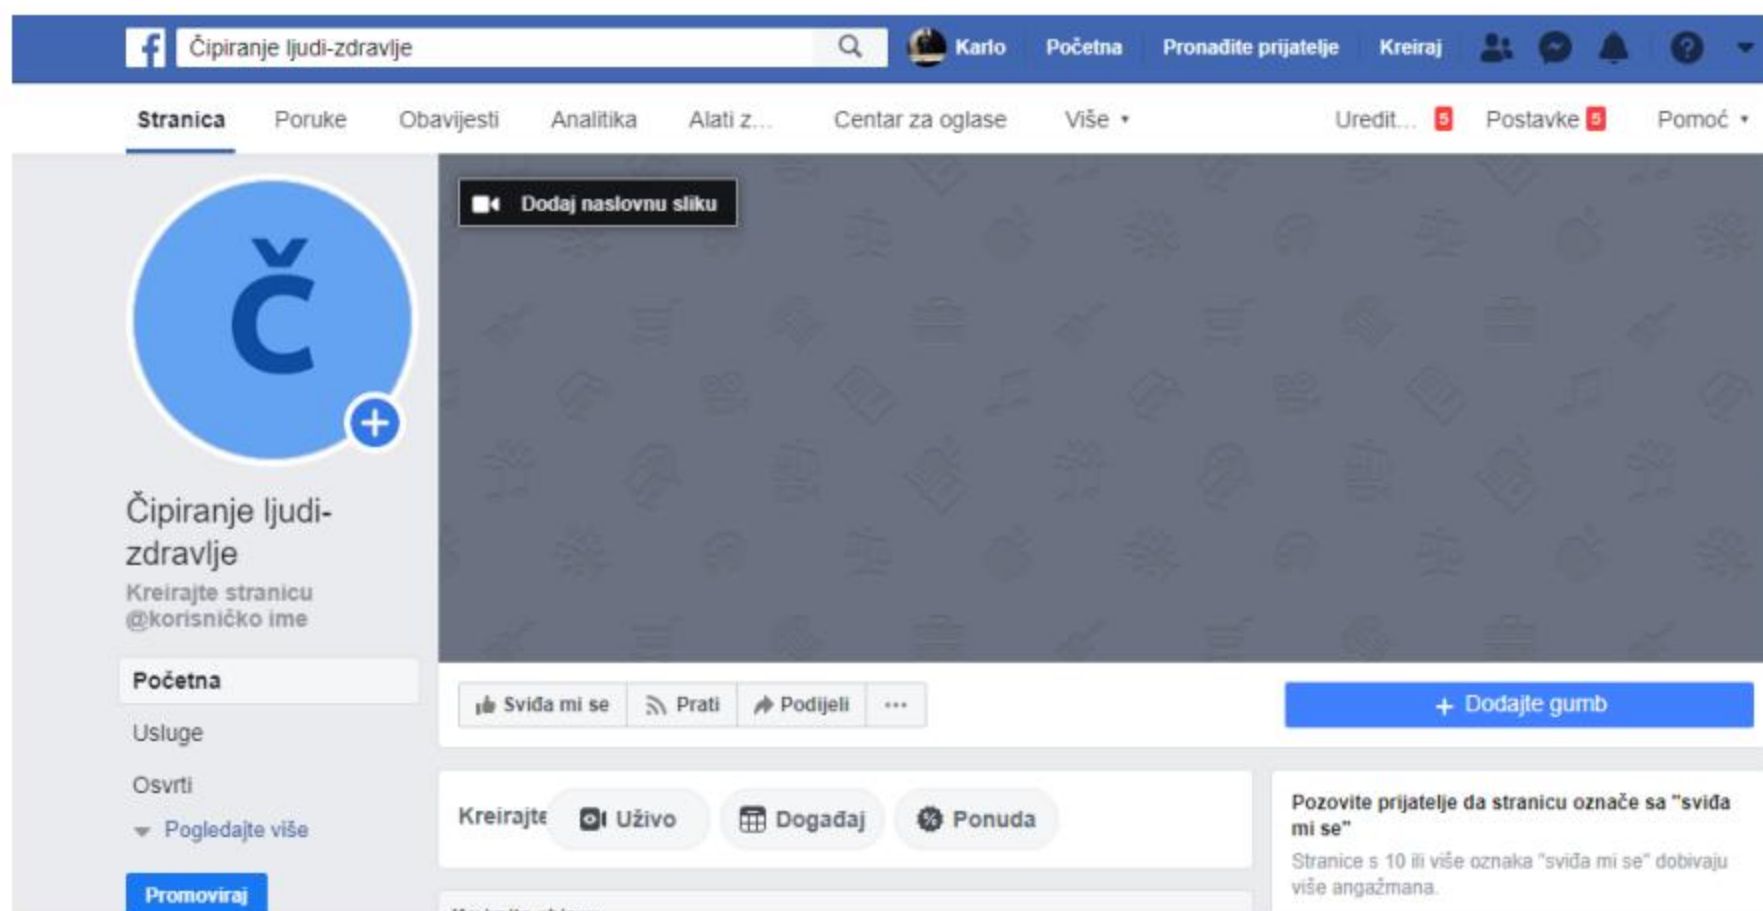 f
Čipiranje ljudi-zdravlje
Karlo
Početna
Pronađite prijatelje
Kreiraj
Stranica
Poruke
Obavijesti
Analitika
Alati z...
Centar za oglase
Više
Uredit... 5
Postavke 5
Pomoć
Dodaj naslovnu sliku
Č
Čipiranje ljudi-
zdravlje
Kreirajte stranicu
@korisničko ime
Početna
Usluge
Osvrti
Pogledajte više
Promoviraj
Sviđa mi se
Prati
Podijeli
...
+ Dodajte gumb
Kreirajte
Uživo
Događaj
Ponuda
Pozovite prijatelje da stranicu označe sa "sviđa
mi se"
Stranice s 10 ili više oznaka "sviđa mi se" dobivaju
više angažmana.